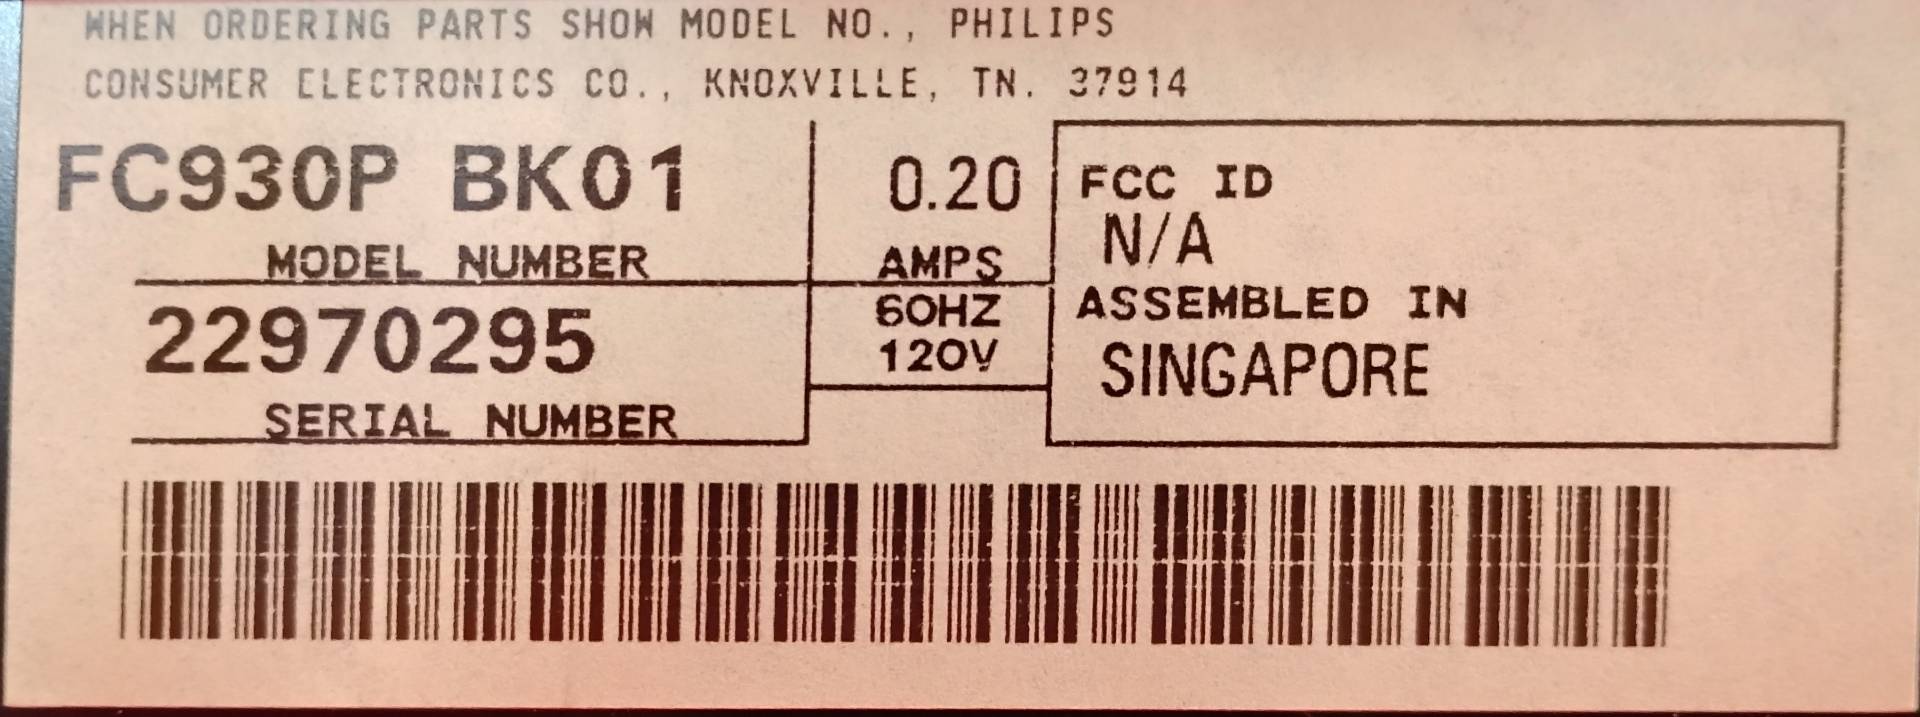 WHEN ORDERING PARTS SHOW MODEL NO., PHILIPS
CONSUMER ELECTRONICS CO., KNOXVILLE, TN. 37914
FC930P BK01
MODEL NUMBER
22970295
SERIAL NUMBER
0.20
AMPS
60HZ
120V
FCC ID
N/A
ASSEMBLED IN
SINGAPORE